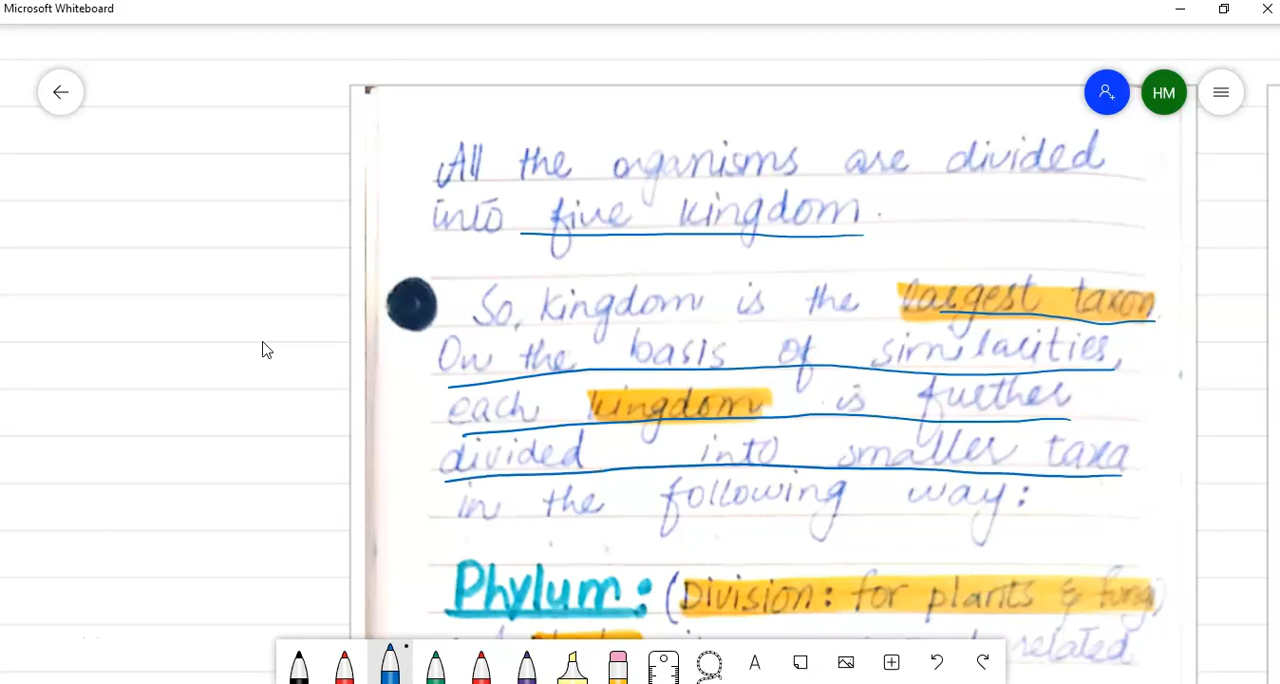 Microsoft Whiteboard
HM
All the organisms are divided
into five kingdom.
So, kingdom is the largest taxon.
On the basis of similarities,
each kingdom is further
divided into smaller taxa
in the following way:
Phylum: (Division: for plants & fungi)
related